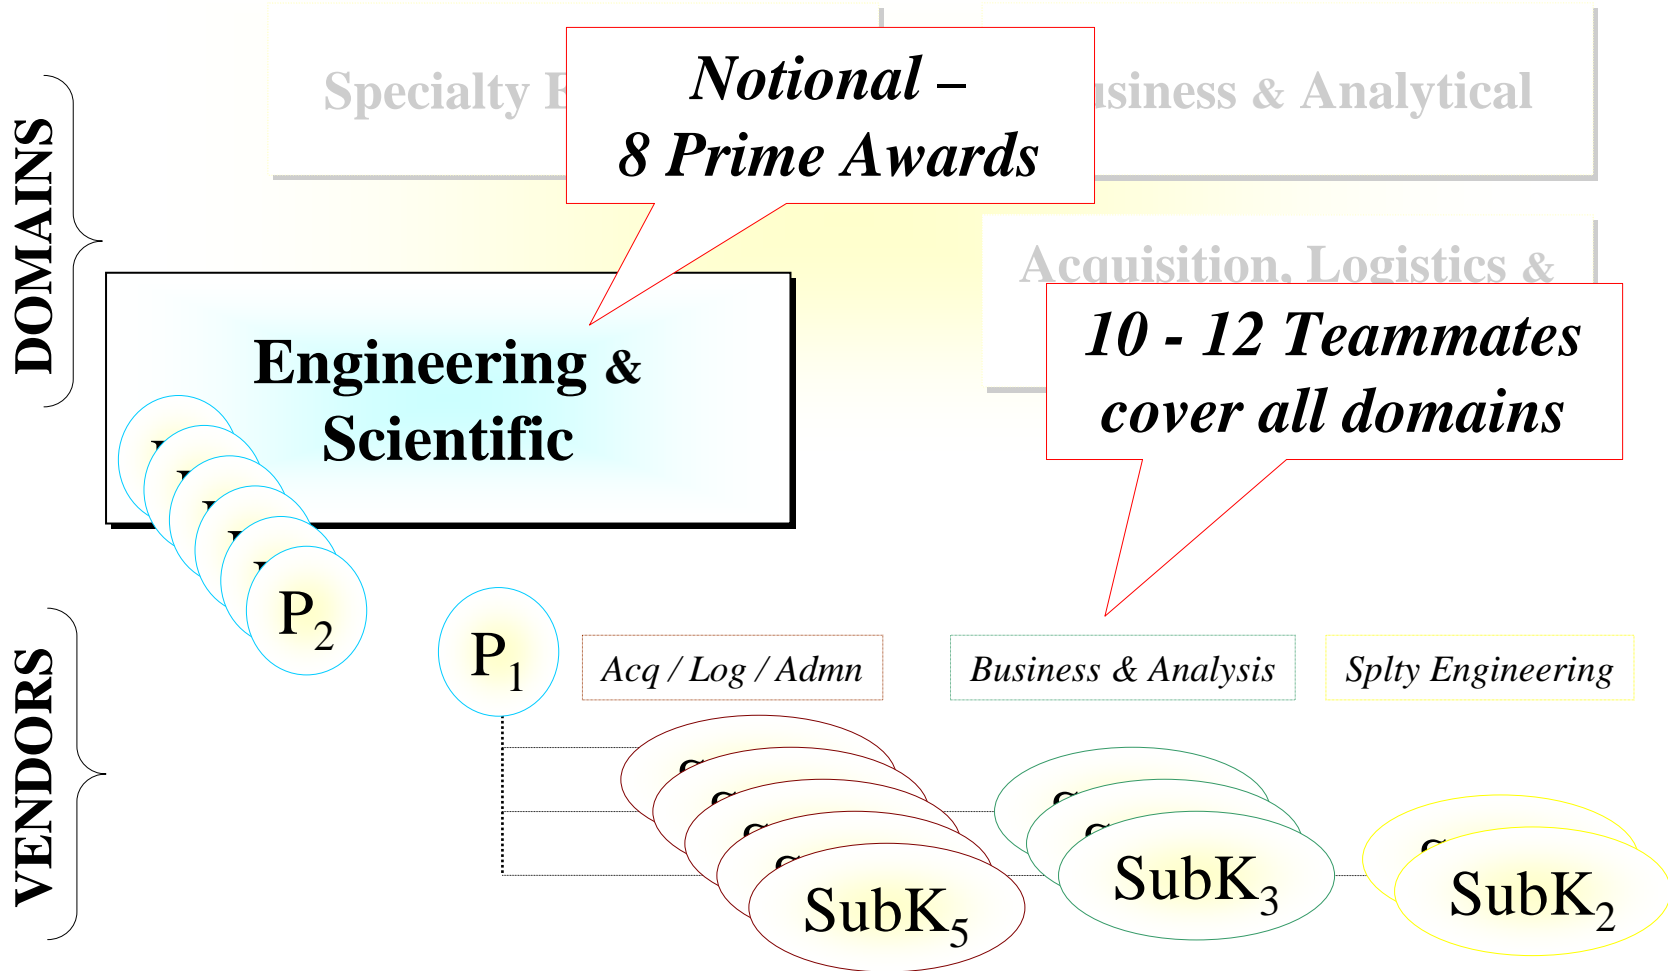 Specialty
Business & Analytical
Notional –
8 Prime Awards
DOMAINS
Acquisition, Logistics &
10 - 12 Teammates
cover all domains
Engineering &
Scientific
P2
P1
VENDORS
Acq / Log / Admn
Business & Analysis
Splty Engineering
SubK5
SubK3
SubK2